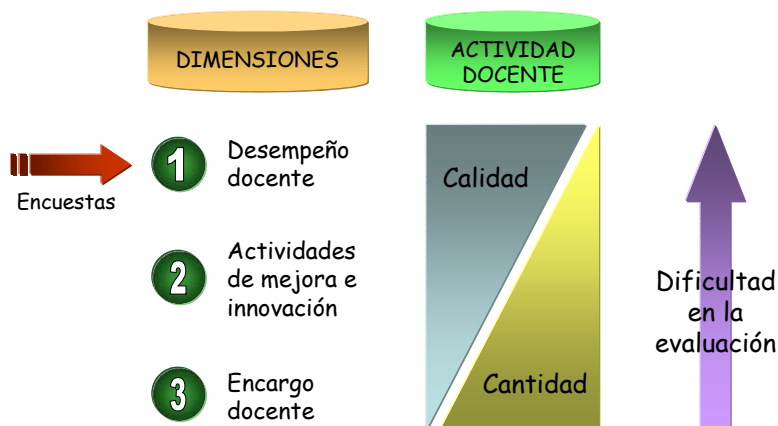 DIMENSIONES
ACTIVIDAD
DOCENTE
Encuestas
1
Desempeño
docente
2
Actividades
de mejora e
innovación
3
Encargo
docente
Calidad
Cantidad
Dificultad
en la
evaluación